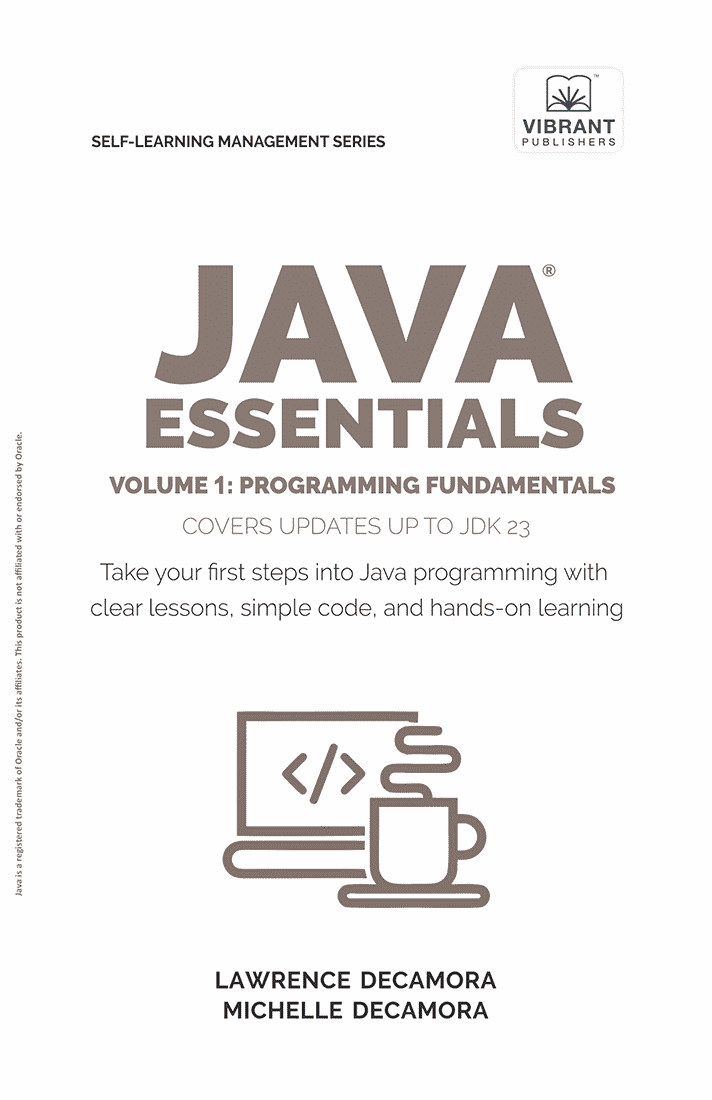 SELF-LEARNING MANAGEMENT SERIES
™
VIBRANT
PUBLISHERS
JAVA®
ESSENTIALS
VOLUME 1: PROGRAMMING FUNDAMENTALS
COVERS UPDATES UP TO JDK 23
Take your first steps into Java programming with
clear lessons, simple code, and hands-on learning
</>
Java is a registered trademark of Oracle and/or its affiliates. This product is not affiliated with or endorsed by Oracle.
LAWRENCE DECAMORA
MICHELLE DECAMORA